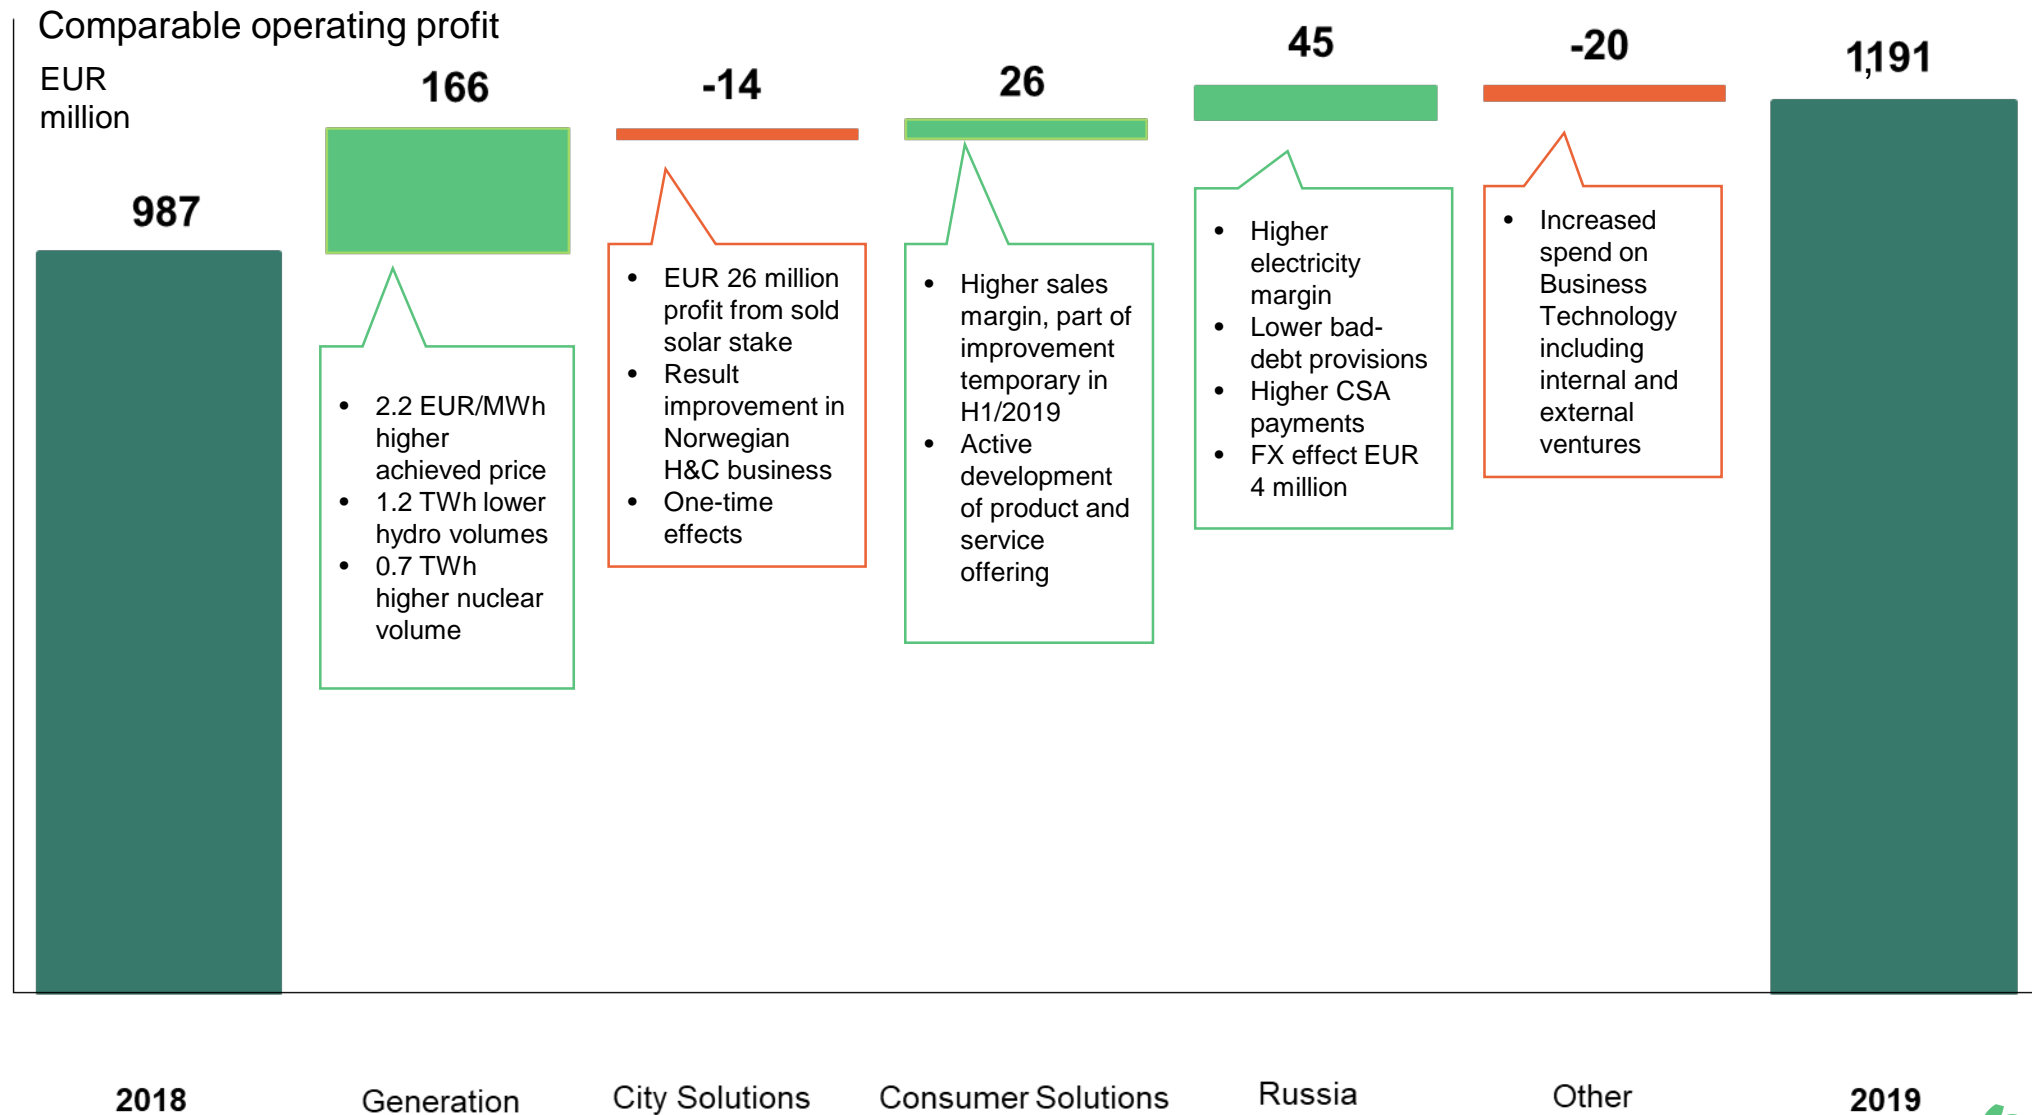 Comparable operating profit
EUR
million
987
166
-14
26
45
-20
1,191
• 2.2 EUR/MWh
higher
achieved price
• 1.2 TWh lower
hydro volumes
• 0.7 TWh
higher nuclear
volume
• EUR 26 million
profit from sold
solar stake
• Result
improvement in
Norwegian
H&C business
• One-time
effects
• Higher sales
margin, part of
improvement
temporary in
H1/2019
• Active
development
of product and
service
offering
• Higher
electricity
margin
• Lower bad-
debt provisions
• Higher CSA
payments
• FX effect EUR
4 million
• Increased
spend on
Business
Technology
including
internal and
external
ventures
2018
Generation
City Solutions
Consumer Solutions
Russia
Other
2019